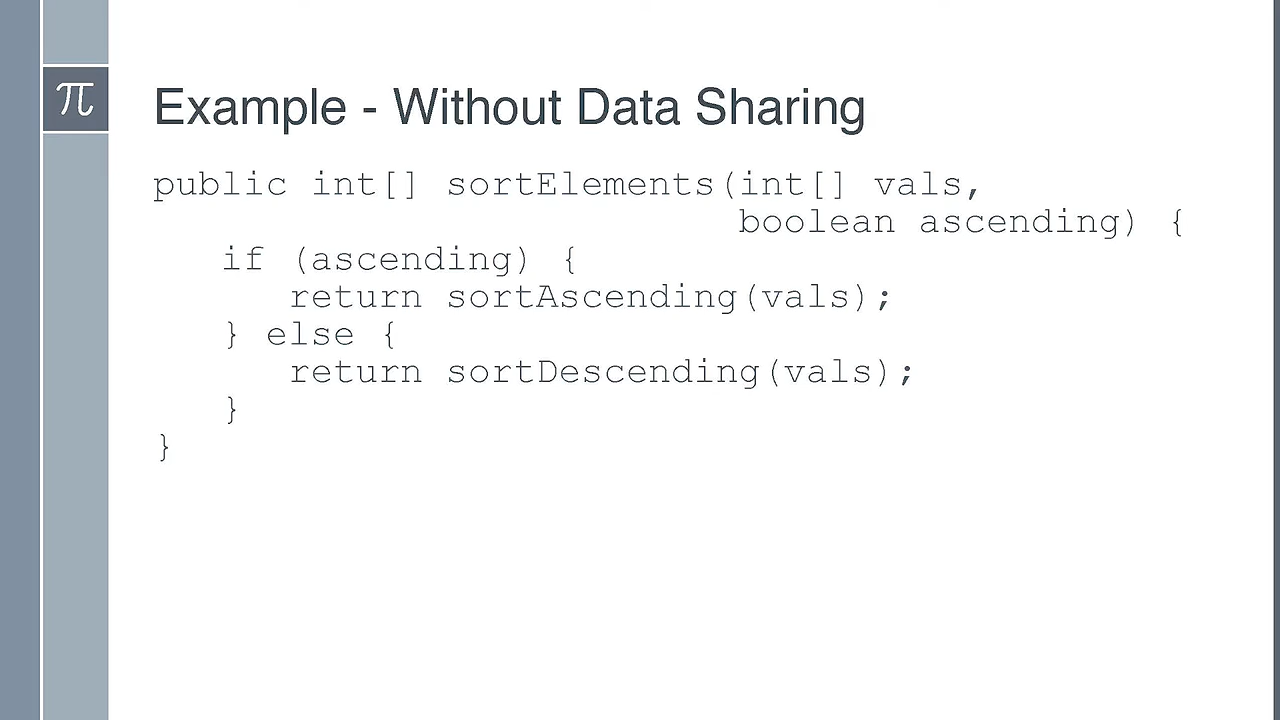 π
Example - Without Data Sharing
public int[] sortElements(int[] vals,
                          boolean ascending) {
   if (ascending) {
      return sortAscending(vals);
   } else {
      return sortDescending(vals);
   }
}